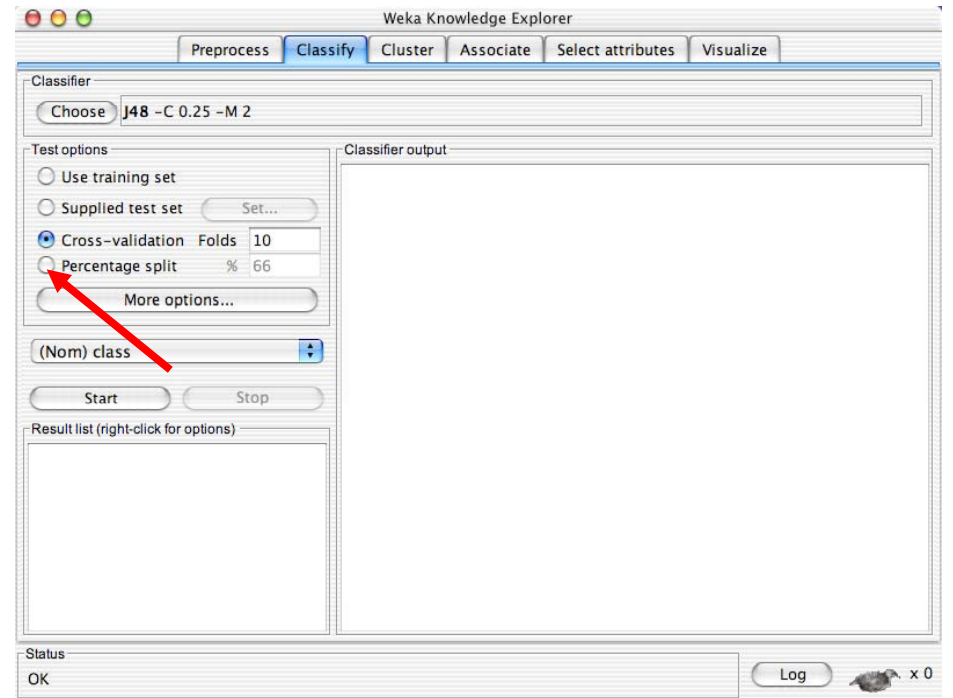 Weka Knowledge Explorer
Preprocess Classify Cluster Associate Select attributes Visualize
Classifier
Choose J48 -C 0.25 -M 2
Test options
Use training set
Supplied test set Set...
Cross-validation Folds 10
Percentage split % 66
More options...
(Nom) class
Start Stop
Result list (right-click for options)
Classifier output
Status
OK
Log x 0